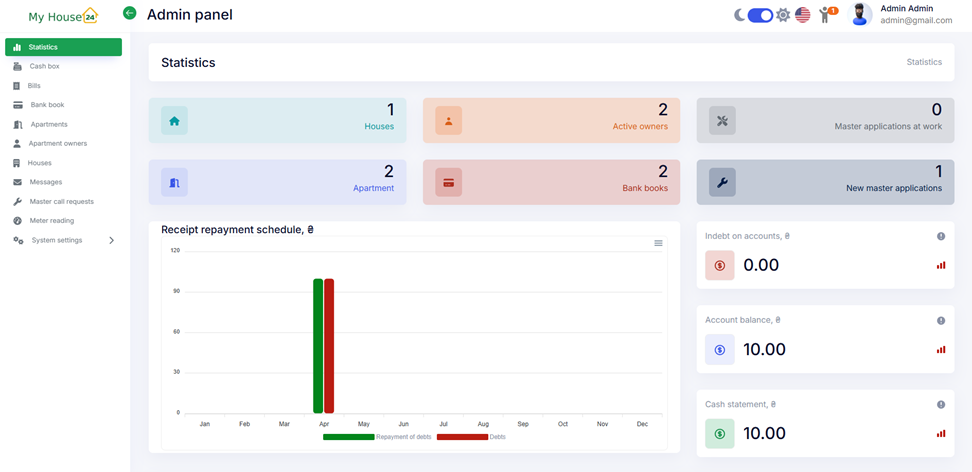 My House 24
Admin panel
1
Admin Admin
admin@gmail.com
Statistics
Cash box
Bills
Bank book
Apartments
Apartment owners
Houses
Messages
Master call requests
Meter reading
System settings
Statistics
Statistics
1
Houses
2
Active owners
0
Master applications at work
2
Apartment
2
Bank books
1
New master applications
Receipt repayment schedule, ₴
120
90
60
30
0
Jan Feb Mar Apr May Jun Jul Aug Sep Oct Nov Dec
Repayment of debts Debts
Indebt on accounts, ₴
0.00
Account balance, ₴
10.00
Cash statement, ₴
10.00